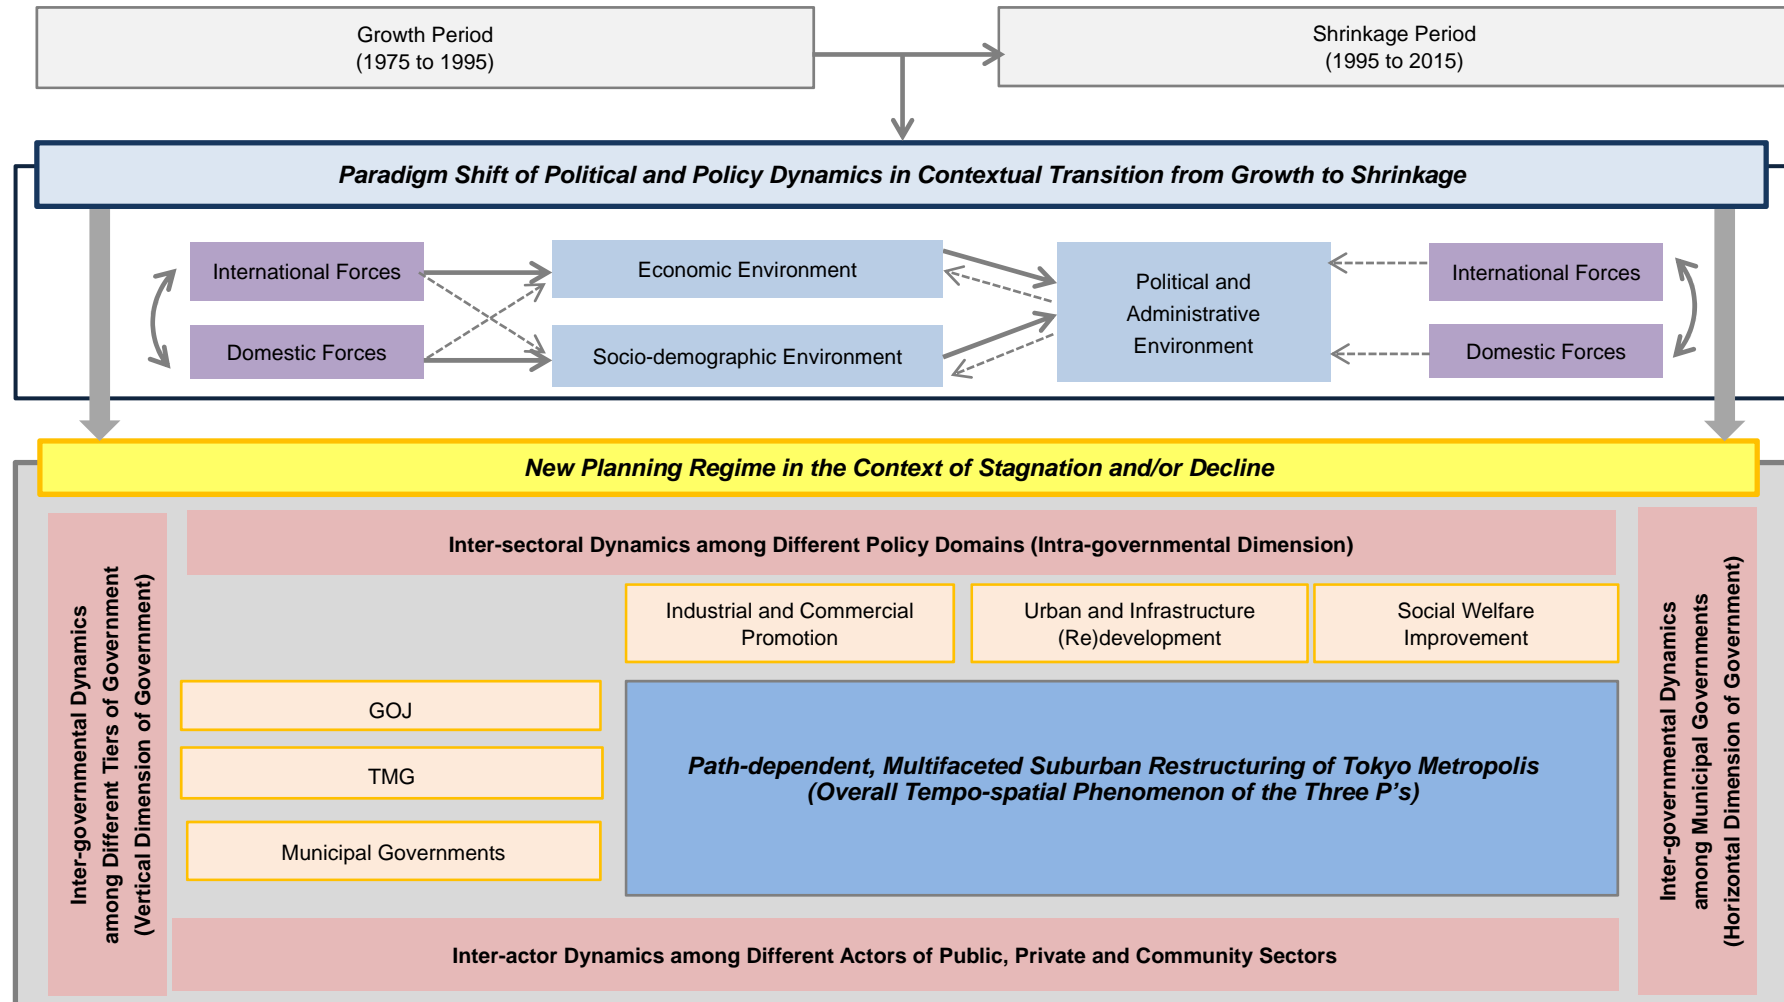 Growth Period
(1975 to 1995)
Shrinkage Period
(1995 to 2015)
Paradigm Shift of Political and Policy Dynamics in Contextual Transition from Growth to Shrinkage
International Forces
Domestic Forces
Economic Environment
Socio-demographic Environment
Political and
Administrative
Environment
International Forces
Domestic Forces
New Planning Regime in the Context of Stagnation and/or Decline
Inter-governmental Dynamics
among Different Tiers of Government
(Vertical Dimension of Government)
Inter-sectoral Dynamics among Different Policy Domains (Intra-governmental Dimension)
Industrial and Commercial
Promotion
Urban and Infrastructure
(Re)development
Social Welfare
Improvement
GOJ
TMG
Municipal Governments
Path-dependent, Multifaceted Suburban Restructuring of Tokyo Metropolis
(Overall Tempo-spatial Phenomenon of the Three P’s)
Inter-actor Dynamics among Different Actors of Public, Private and Community Sectors
Inter-governmental Dynamics
among Municipal Governments
(Horizontal Dimension of Government)